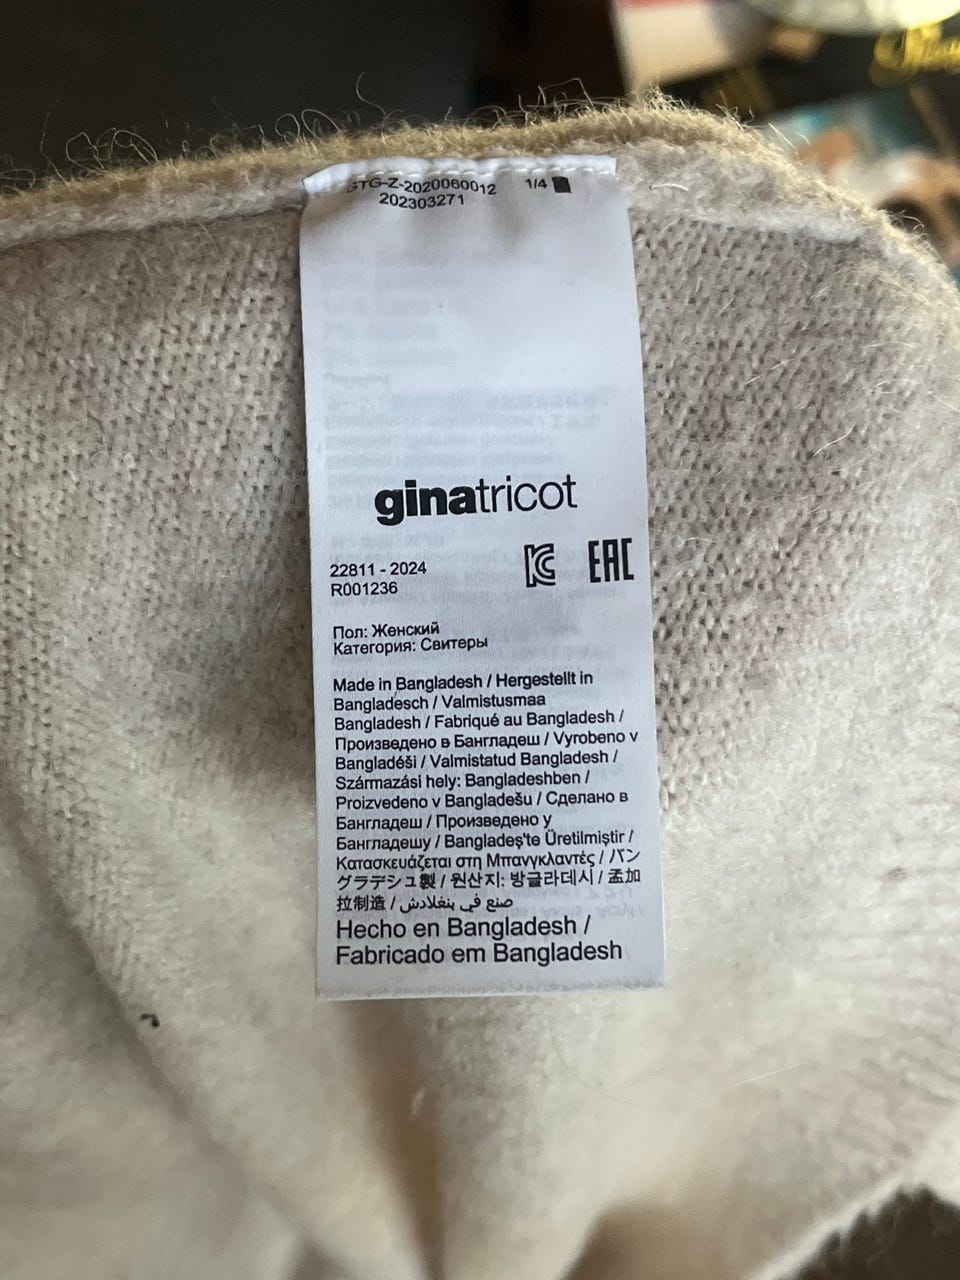 GTG-Z-2020060012 1/4
202303271
ginatricot
22811 - 2024
R001236
EAC
Пол: Женский
Категория: Свитеры
Made in Bangladesh / Hergestellt in
Bangladesch / Valmistusmaa
Bangladesh / Fabriqué au Bangladesh /
Произведено в Бангладеш / Vyrobeno v
Bangladéši / Valmistatud Bangladesh /
Származási hely: Bangladeshben /
Proizvedeno v Bangladešu / Сделано в
Бангладеш / Произведено у
Бангладешу / Bangladeş'te Üretilmiştir /
Κατασκευάζεται στη Μπανγκλαντές / バン
グラデシュ製 / 원산지: 방글라데시 / 孟加
拉制造 / صنع في بنغلادش
Hecho en Bangladesh /
Fabricado em Bangladesh